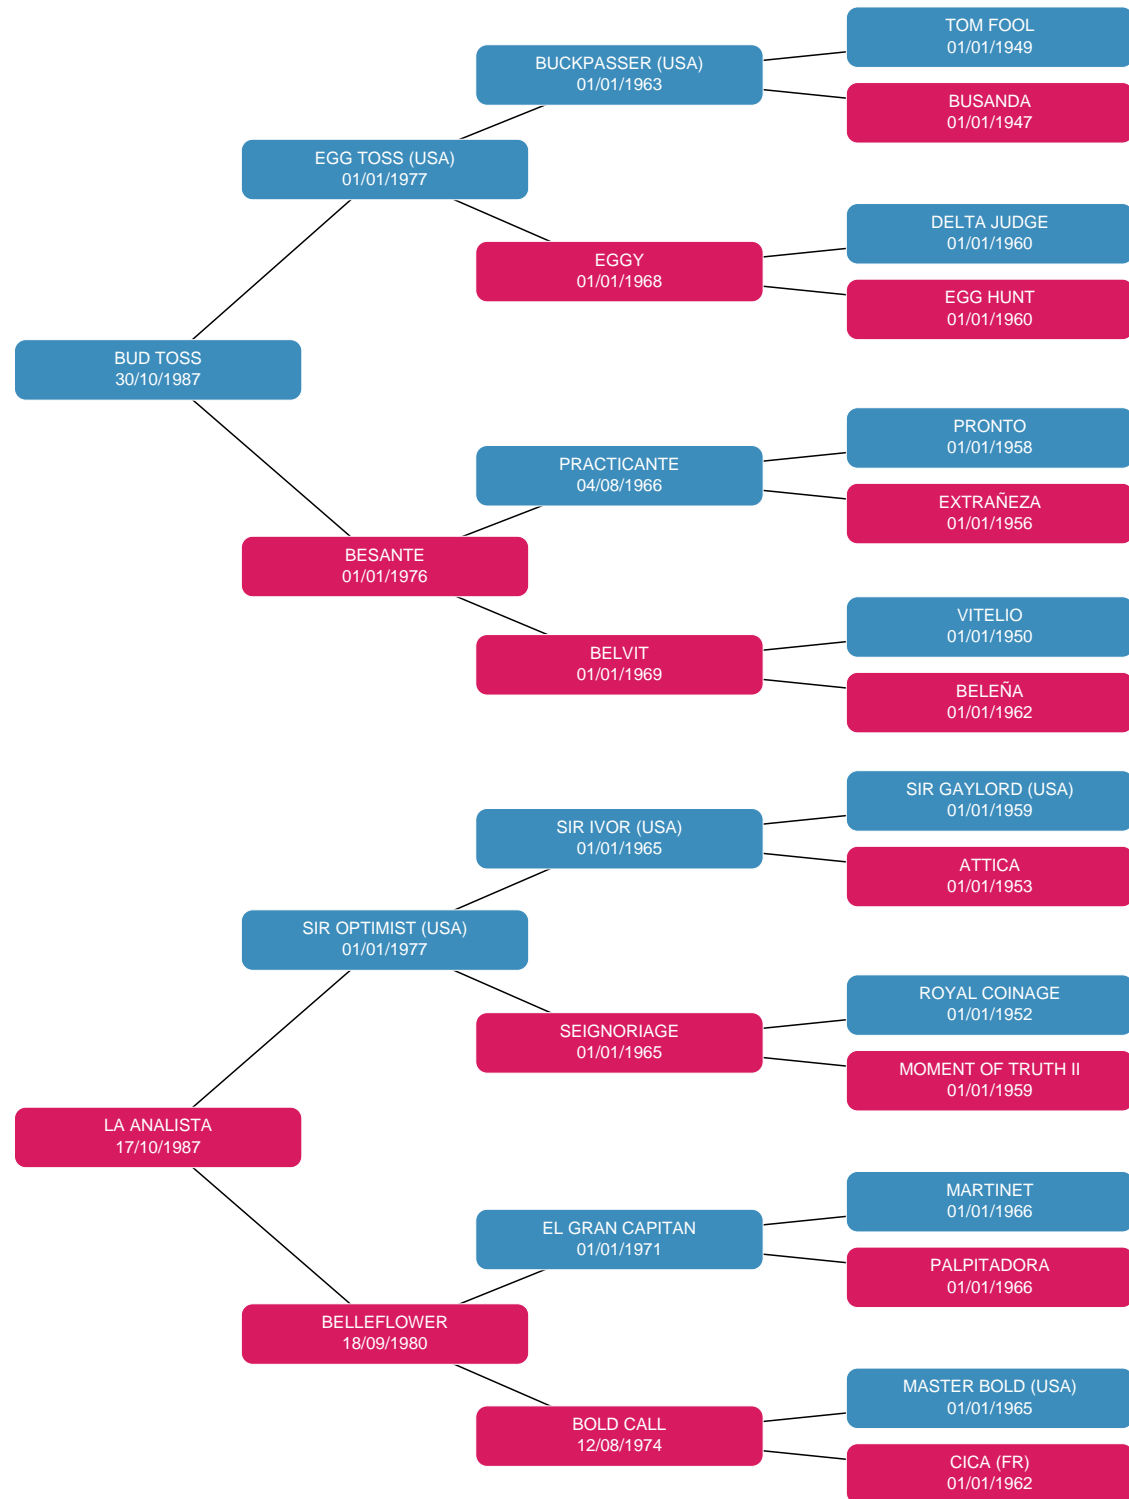 TOM FOOL
01/01/1949
BUCKPASSER (USA)
01/01/1963
BUSANDA
01/01/1947
EGG TOSS (USA)
01/01/1977
DELTA JUDGE
01/01/1960
EGGY
01/01/1968
EGG HUNT
01/01/1960
BUD TOSS
30/10/1987
PRONTO
01/01/1958
PRACTICANTE
04/08/1966
EXTRAÑEZA
01/01/1956
BESANTE
01/01/1976
VITELIO
01/01/1950
BELVIT
01/01/1969
BELEÑA
01/01/1962
SIR GAYLORD (USA)
01/01/1959
SIR IVOR (USA)
01/01/1965
ATTICA
01/01/1953
SIR OPTIMIST (USA)
01/01/1977
ROYAL COINAGE
01/01/1952
SEIGNORIAGE
01/01/1965
MOMENT OF TRUTH II
01/01/1959
LA ANALISTA
17/10/1987
MARTINET
01/01/1966
EL GRAN CAPITAN
01/01/1971
PALPITADORA
01/01/1966
BELLEFLOWER
18/09/1980
MASTER BOLD (USA)
01/01/1965
BOLD CALL
12/08/1974
CICA (FR)
01/01/1962